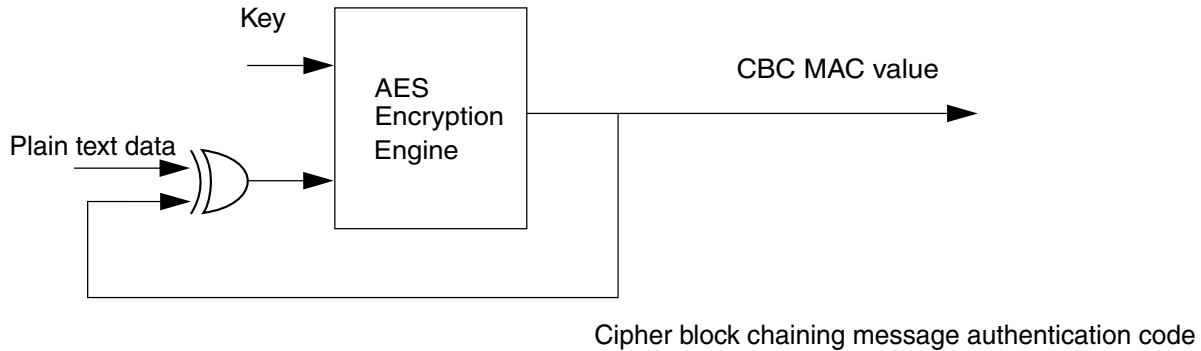 Key
CBC MAC value
AES
Encryption
Engine
Plain text data
Cipher block chaining message authentication code